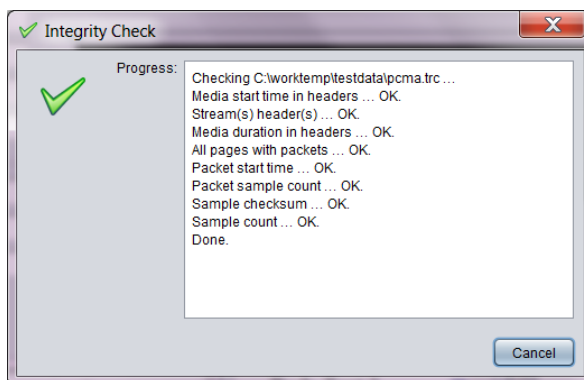 Integrity Check
Progress:
Checking C:\worktemp\testdata\pcma.trc ...
Media start time in headers ... OK.
Stream(s) header(s) ... OK.
Media duration in headers ... OK.
All pages with packets ... OK.
Packet start time ... OK.
Packet sample count ... OK.
Sample checksum ... OK.
Sample count ... OK.
Done.
Cancel